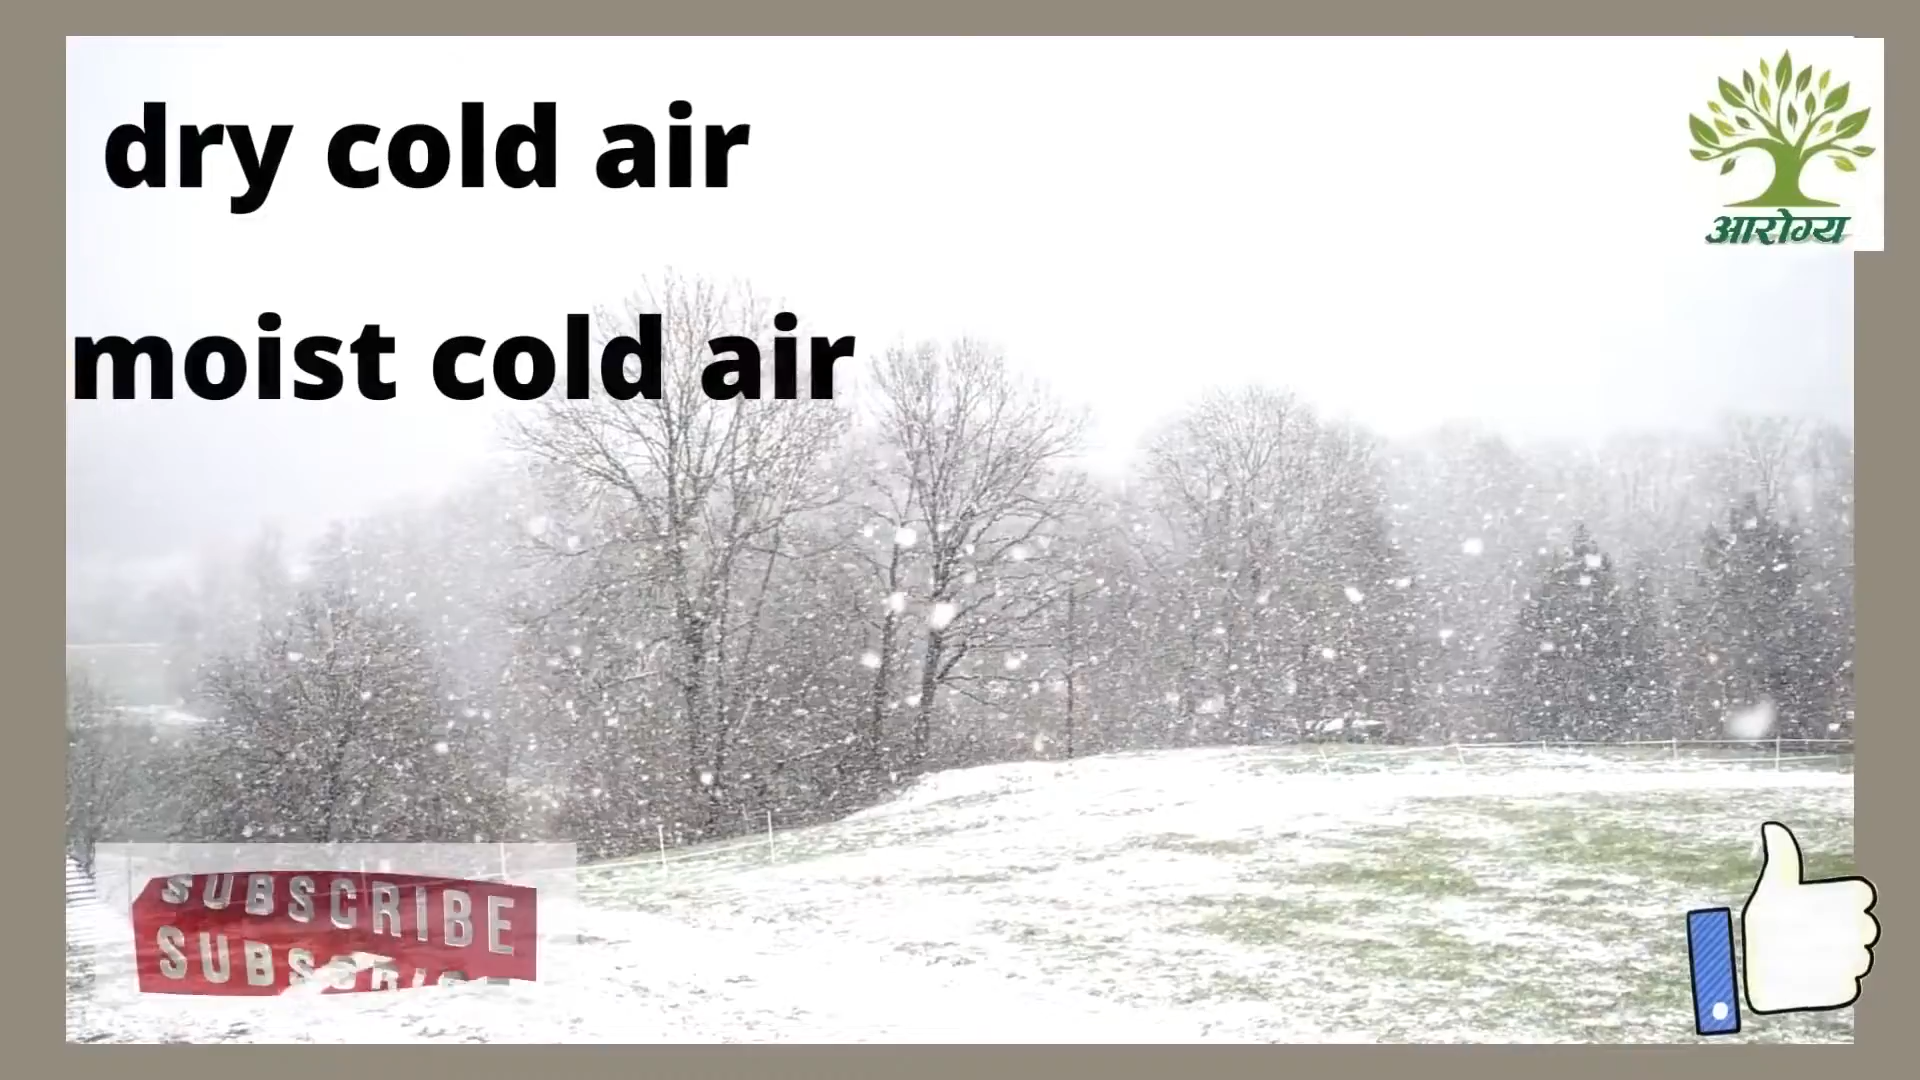 dry cold air
आरोग्य
moist cold air
SUBSCRIBE